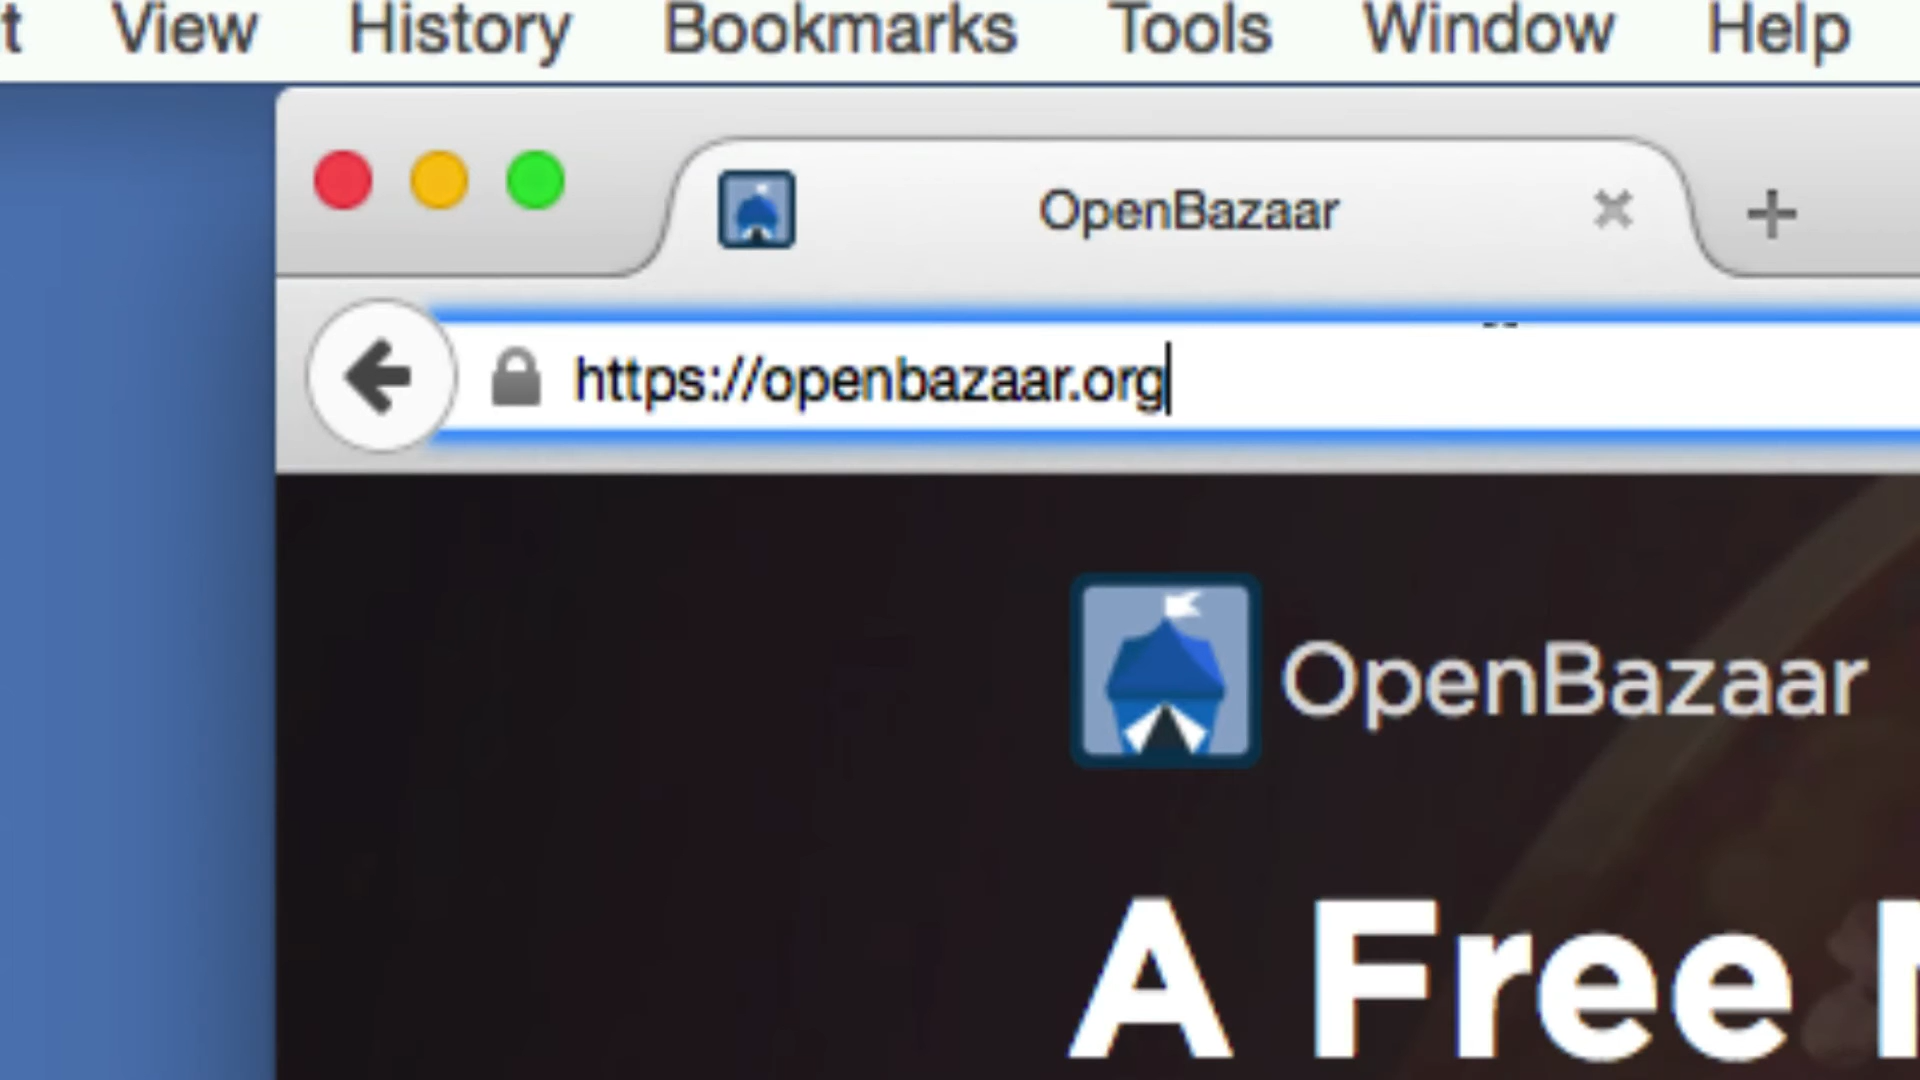 View History Bookmarks Tools Window Help
OpenBazaar
https://openbazaar.org
OpenBazaar
A Free